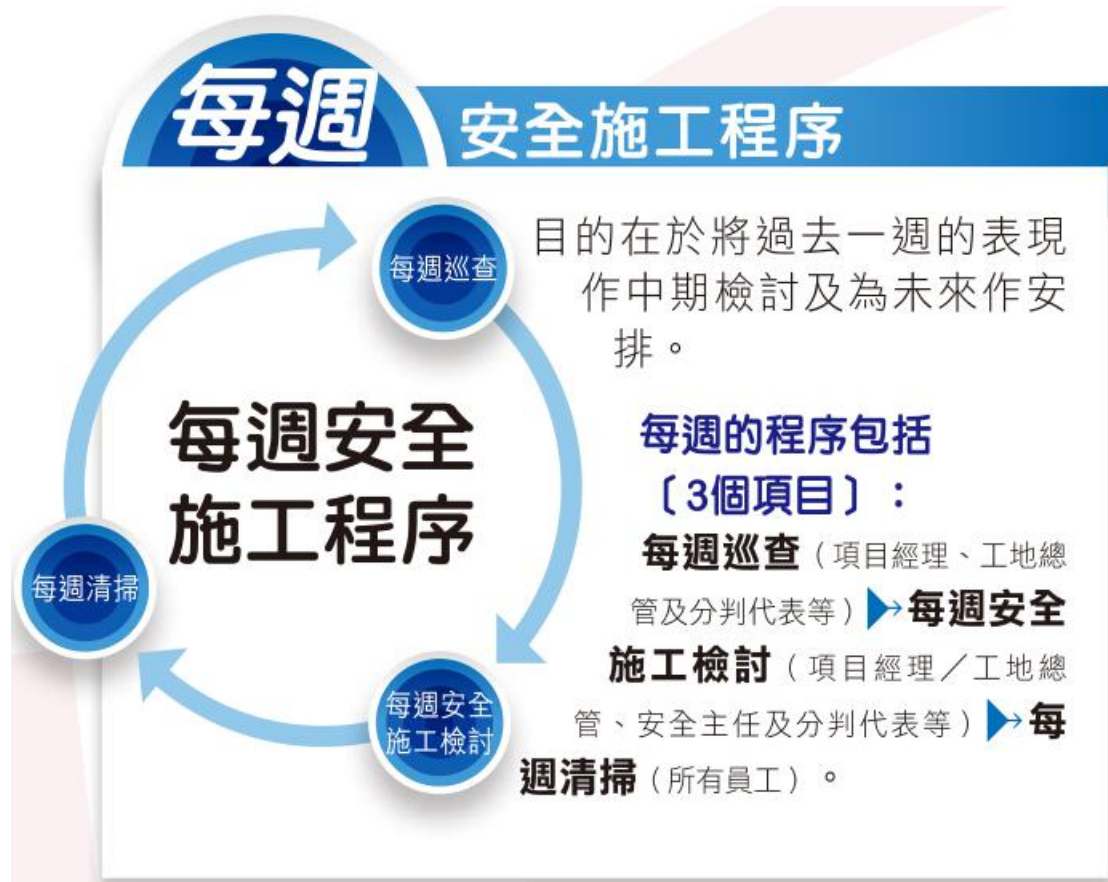 每週
安全施工程序
每週巡查
每週安全
施工程序
每週清掃
每週安全
施工檢討
目的在於將過去一週的表現
作中期檢討及為未來作安
排。
每週的程序包括
〔3個項目〕：
每週巡查（項目經理、工地總
管及分判代表等）每週安全
施工檢討（項目經理／工地總
管、安全主任及分判代表等）每
週清掃（所有員工）。